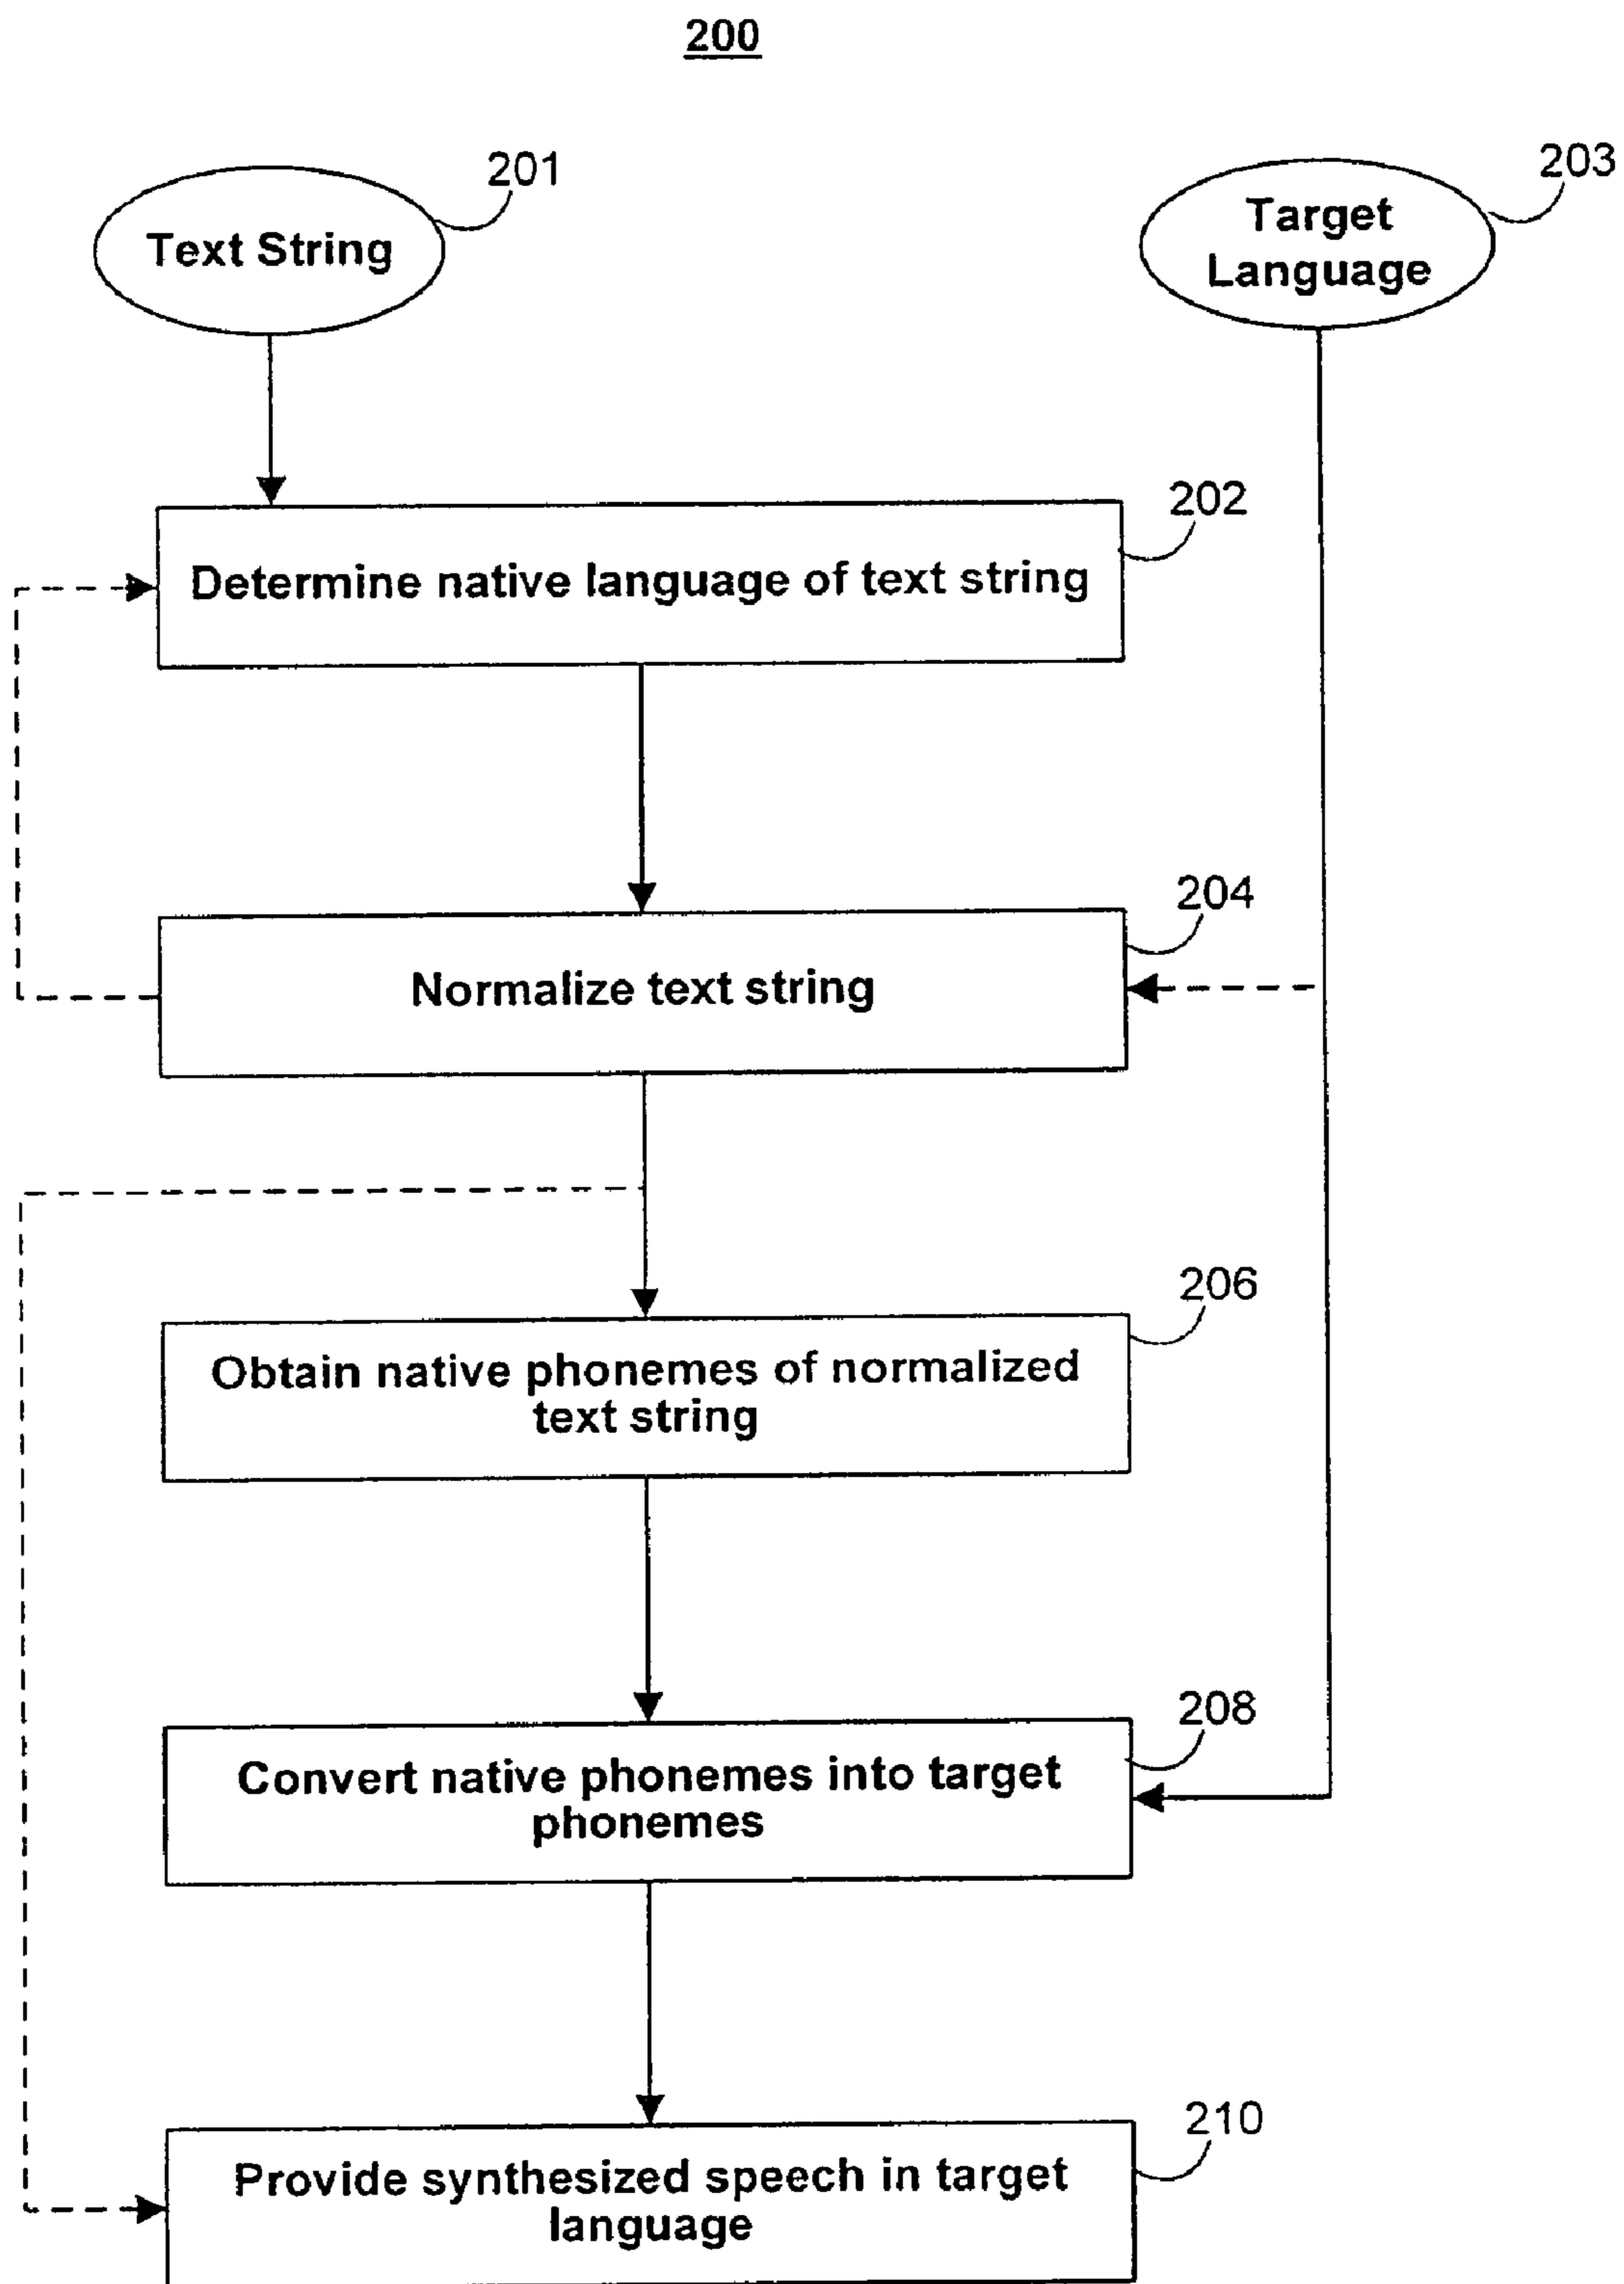 200
201
Text String
203
Target
Language
202
Determine native language of text string
204
Normalize text string
206
Obtain native phonemes of normalized
text string
208
Convert native phonemes into target
phonemes
210
Provide synthesized speech in target
language